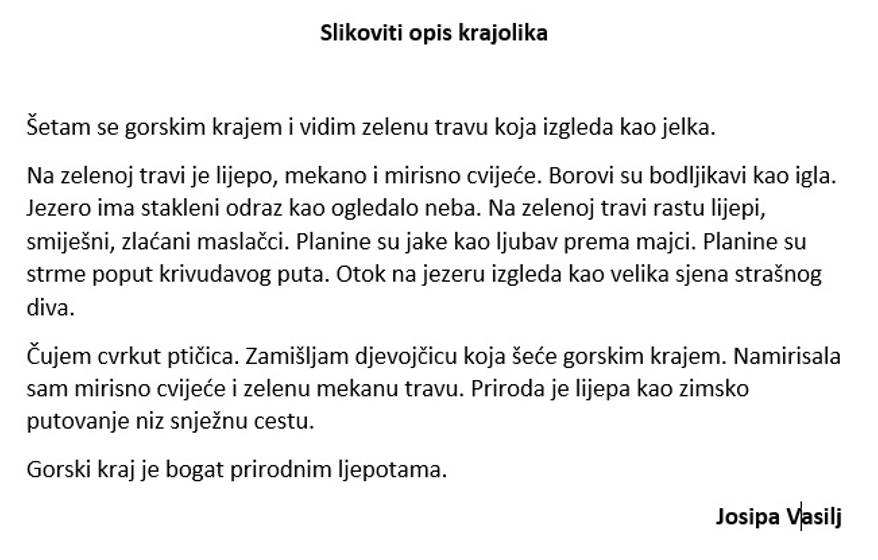 Slikoviti opis krajolika
Šetam se gorskim krajem i vidim zelenu travu koja izgleda kao jelka.
Na zelenoj travi je lijepo, mekano i mirisno cvijeće. Borovi su bodljikavi kao igla.
Jezero ima stakleni odraz kao ogledalo neba. Na zelenoj travi rastu lijepi,
smiješni, zlaćani maslačci. Planine su jake kao ljubav prema majci. Planine su
strme poput krivudavog puta. Otok na jezeru izgleda kao velika sjena strašnog
diva.
Čujem cvrkut ptičica. Zamišljam djevojčicu koja šeće gorskim krajem. Namirisala
sam mirisno cvijeće i zelenu mekanu travu. Priroda je lijepa kao zimsko
putovanje niz snježnu cestu.
Gorski kraj je bogat prirodnim ljepotama.
Josipa Vasilj